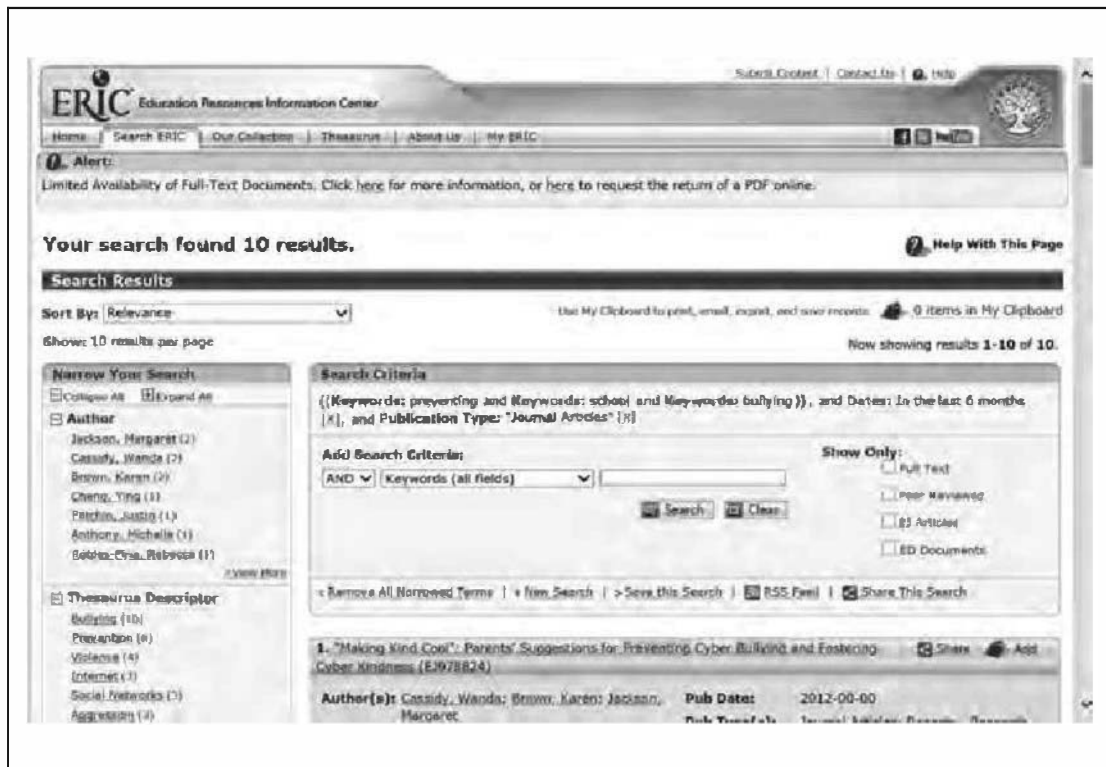 Submit Content | Contact Us | Help
ERIC Education Resources Information Center
Home | Search ERIC | Our Collection | Thesaurus | About Us | My ERIC
Alert:
Limited Availability of Full-Text Documents. Click here for more information, or here to request the return of a PDF online.
Your search found 10 results.
Help With This Page
Search Results
Sort By: Relevance
Use My Clipboard to print, email, export, and save records.
0 items in My Clipboard
Show: 10 results per page
Now showing results 1-10 of 10.
Narrow Your Search
Collapse All Expand All
Author
Jackson, Margaret (2)
Cassidy, Wanda (2)
Brown, Karen (2)
Cheng, Ying (1)
Patchin, Justin (1)
Anthony, Michelle (1)
Rebecca (1)
>View More
Thesaurus Descriptor
Bullying (10)
Prevention (6)
Violence (4)
Internet (3)
Social Networks (3)
Aggression (3)
Search Criteria
((Keywords: preventing and Keywords: school and Keywords: bullying)), and Dates: In the last 6 months
[x], and Publication Type: "Journal Articles" [x]
Add Search Criteria:
AND Keywords (all fields)
Search Clear
Show Only:
Full Text
Peer Reviewed
EJ Articles
ED Documents
< Remove All Narrowed Terms | + New Search | > Save this Search | RSS Feed | Share This Search
1. "Making Kind Cool": Parents' Suggestions for Preventing Cyber Bullying and Fostering
Cyber Kindness (EJ978824)
Share Add
Author(s): Cassidy, Wanda; Brown, Karen; Jackson,
Margaret
Pub Date: 2012-00-00
Pub Type(s): Journal Articles; Reports - Research